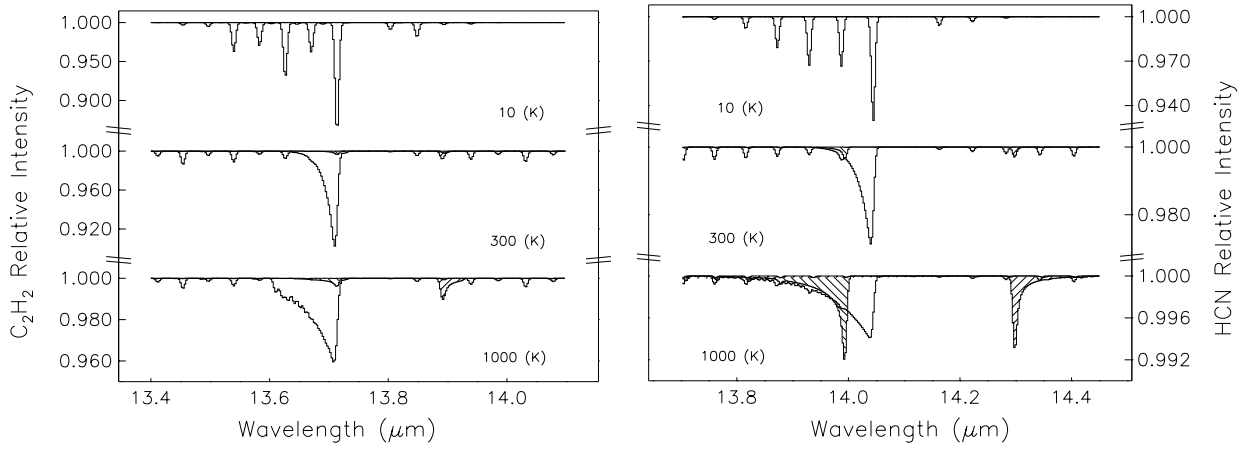 C₂H₂ Relative Intensity
1.000
0.950
0.900
10 (K)
1.000
0.960
0.920
300 (K)
1.000
0.980
0.960
1000 (K)
13.4 13.6 13.8 14.0
Wavelength (μm)
1.000
0.970
0.940
10 (K)
1.000
0.980
300 (K)
1.000
0.996
0.992
1000 (K)
13.8 14.0 14.2 14.4
Wavelength (μm)
HCN Relative Intensity